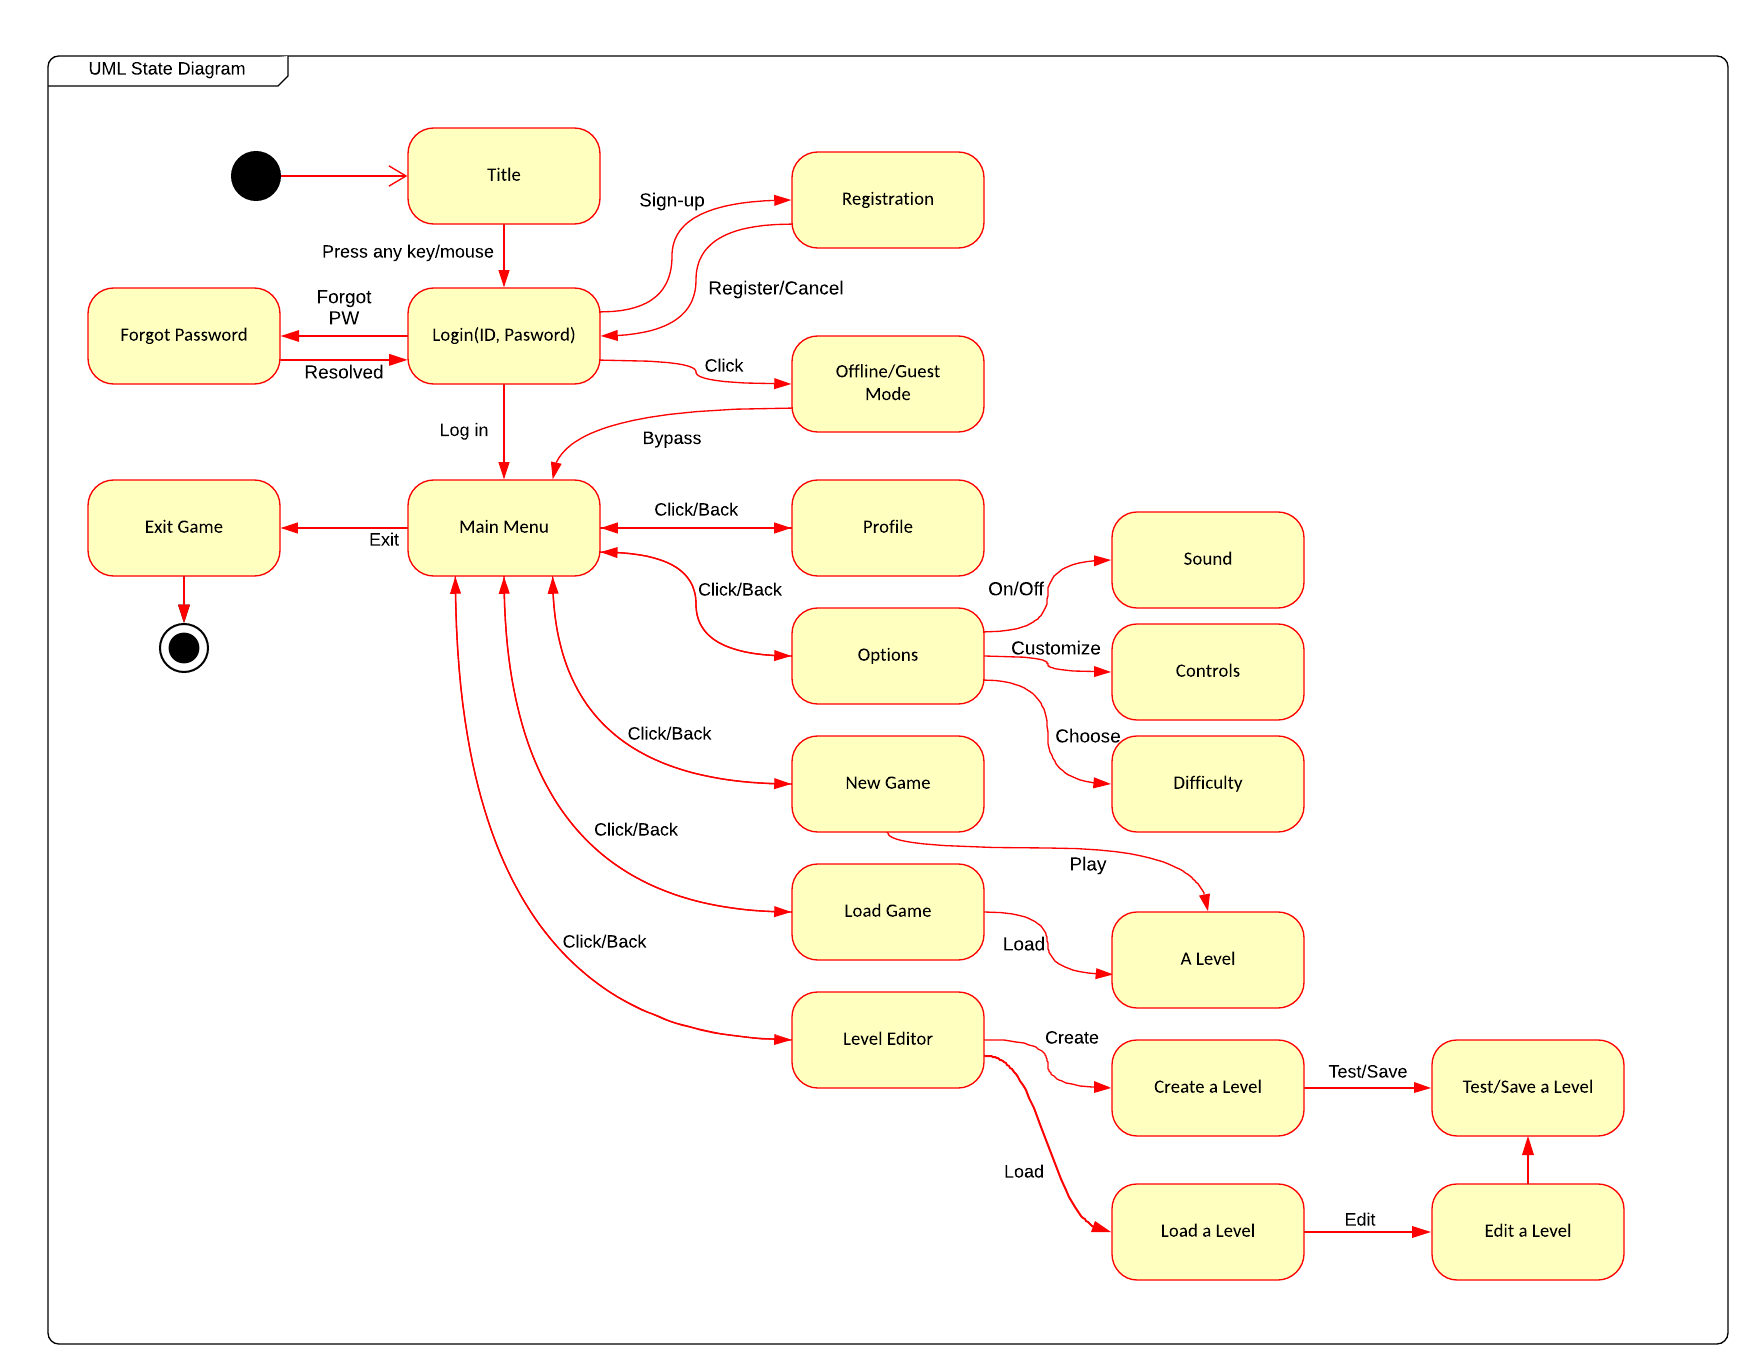 UML State Diagram
Title
Sign-up
Registration
Press any key/mouse
Register/Cancel
Forgot
PW
Forgot Password
Login(ID, Pasword)
Resolved
Click
Offline/Guest
Mode
Log in
Bypass
Exit Game
Exit
Main Menu
Click/Back
Profile
Click/Back
On/Off
Sound
Options
Customize
Controls
Click/Back
Choose
New Game
Difficulty
Click/Back
Play
Load Game
Load
A Level
Click/Back
Level Editor
Create
Create a Level
Test/Save
Test/Save a Level
Load
Load a Level
Edit
Edit a Level